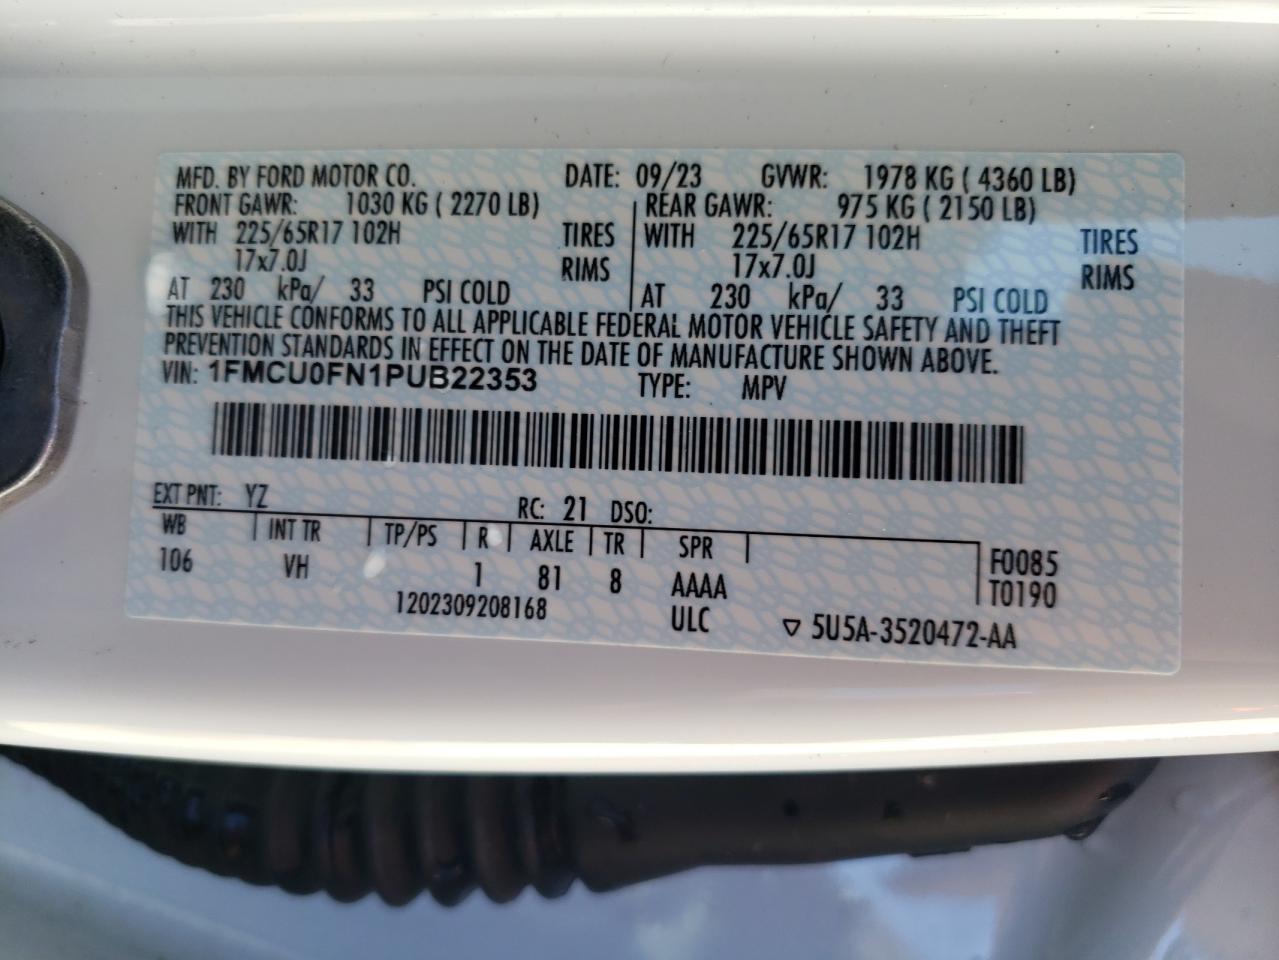 MFD. BY FORD MOTOR CO. DATE: 09/23 GVWR: 1978 KG ( 4360 LB)
FRONT GAWR: 1030 KG ( 2270 LB) REAR GAWR: 975 KG ( 2150 LB)
WITH 225/65R17 102H TIRES WITH 225/65R17 102H TIRES
17x7.0J RIMS 17x7.0J RIMS
AT 230 kPa/ 33 PSI COLD AT 230 kPa/ 33 PSI COLD
THIS VEHICLE CONFORMS TO ALL APPLICABLE FEDERAL MOTOR VEHICLE SAFETY AND THEFT
PREVENTION STANDARDS IN EFFECT ON THE DATE OF MANUFACTURE SHOWN ABOVE.
VIN: 1FMCU0FN1PUB22353 TYPE: MPV
EXT PNT: YZ RC: 21 DSO:
WB INT TR TP/PS R AXLE TR SPR F0085
106 VH 1 81 8 AAAA T0190
1202309208168 ULC ▽ 5U5A-3520472-AA